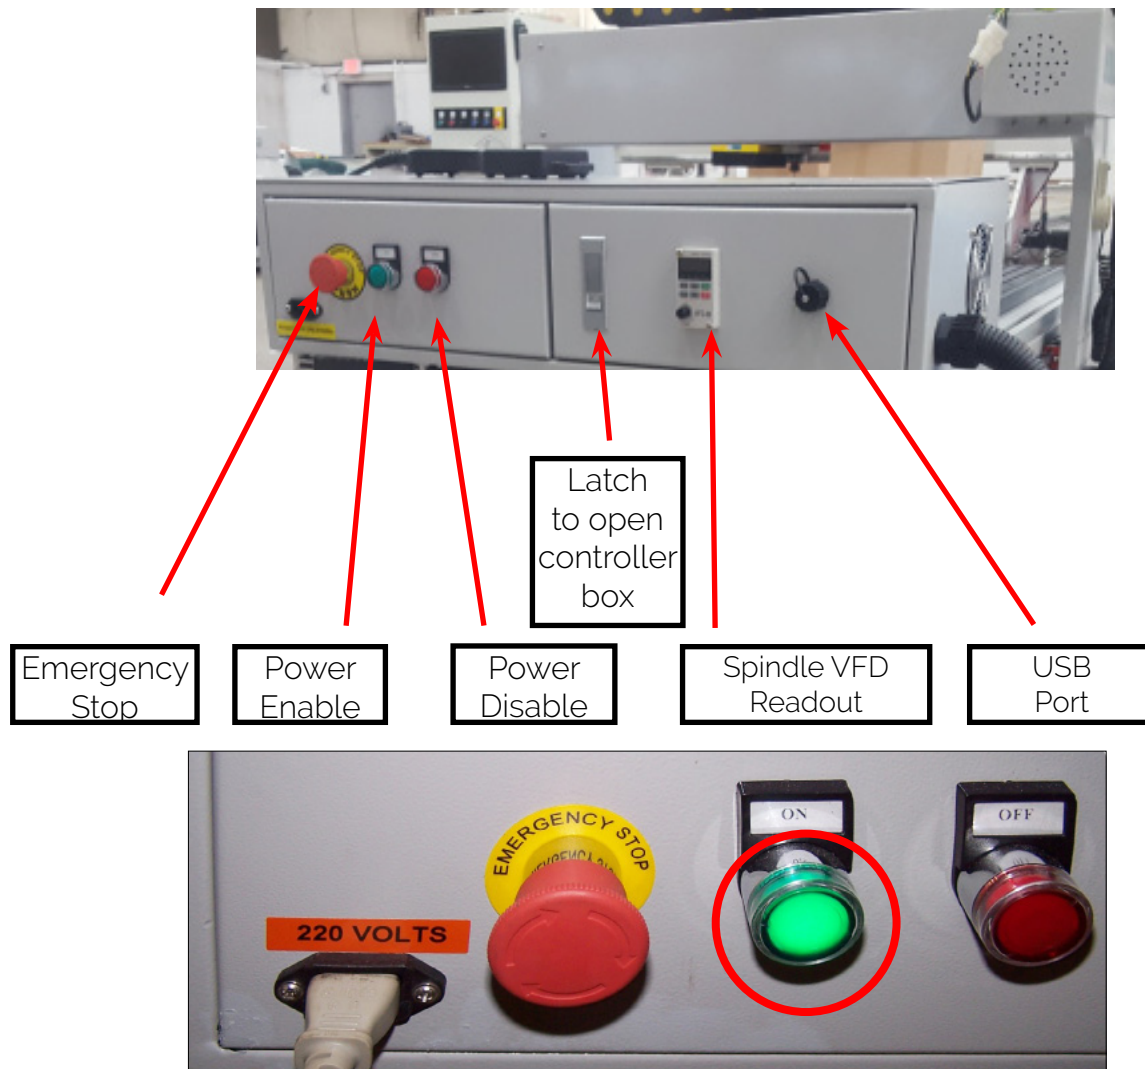 Latch
to open
controller
box
Emergency
Stop
Power
Enable
Power
Disable
Spindle VFD
Readout
USB
Port
EMERGENCY STOP
ON
OFF
220 VOLTS